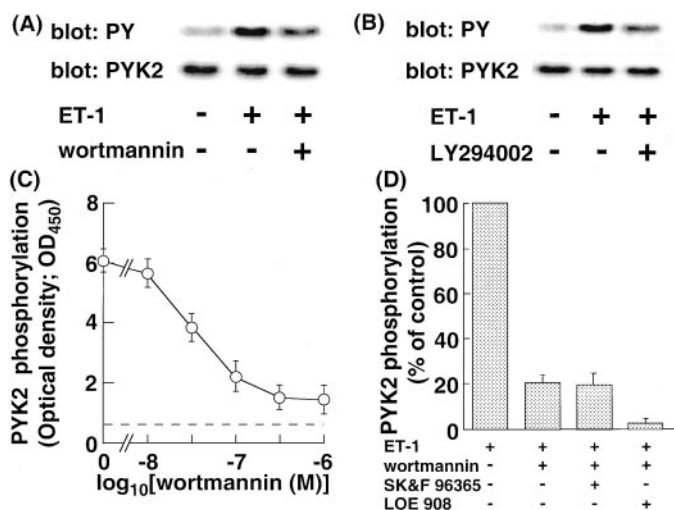 (A)
blot: PY
blot: PYK2
ET-1 - + +
wortmannin - - +
(B)
blot: PY
blot: PYK2
ET-1 - + +
LY294002 - - +
(C)
PYK2 phosphorylation
(Optical density; OD450)
8
6
4
2
0
0 -8 -7 -6
log10[wortmannin (M)]
(D)
PYK2 phosphorylation
(% of control)
100
80
60
40
20
0
ET-1 + + + +
wortmannin - + + +
SK&F 96365 - - + -
LOE 908 - - - +